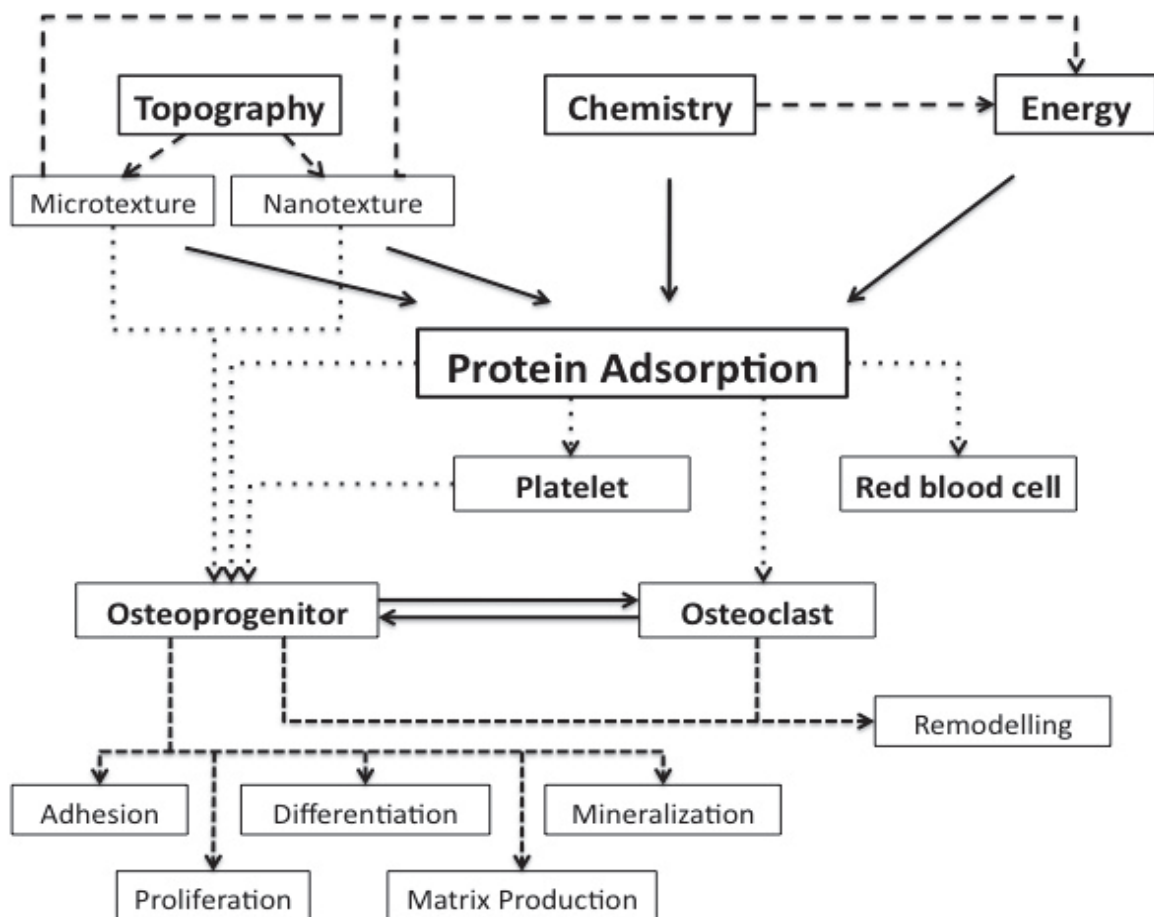 Topography
Chemistry
Energy
Microtexture
Nanotexture
Protein Adsorption
Platelet
Red blood cell
Osteoprogenitor
Osteoclast
Remodelling
Adhesion
Differentiation
Mineralization
Proliferation
Matrix Production